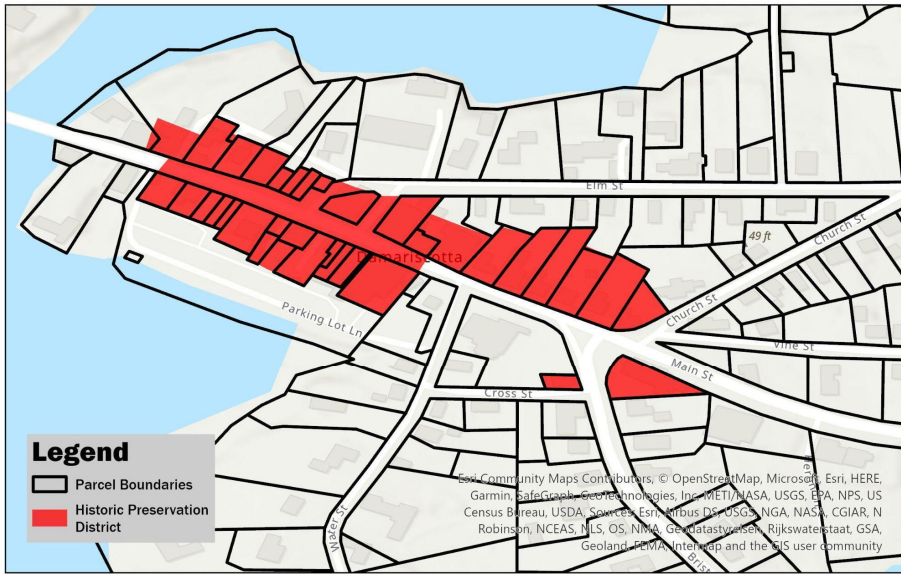 Elm St
49 ft
Church St
Damariscotta
Church St
Parking Lot Ln
Vine St
Main St
Cross St
Legend
Parcel Boundaries
Historic Preservation
District
Water St
Esri Community Maps Contributors, © OpenStreetMap, Microsoft, Esri, HERE,
Garmin, SafeGraph, GeoTechnologies, Inc, METI/NASA, USGS, EPA, NPS, US
Census Bureau, USDA, Sources: Esri, Airbus DS, USGS, NGA, NASA, CGIAR, N
Robinson, NCEAS, NLS, OS, NMA, Geodatastyrelsen, Rijkswaterstaat, GSA,
Geoland, FEMA, Intermap and the GIS user community